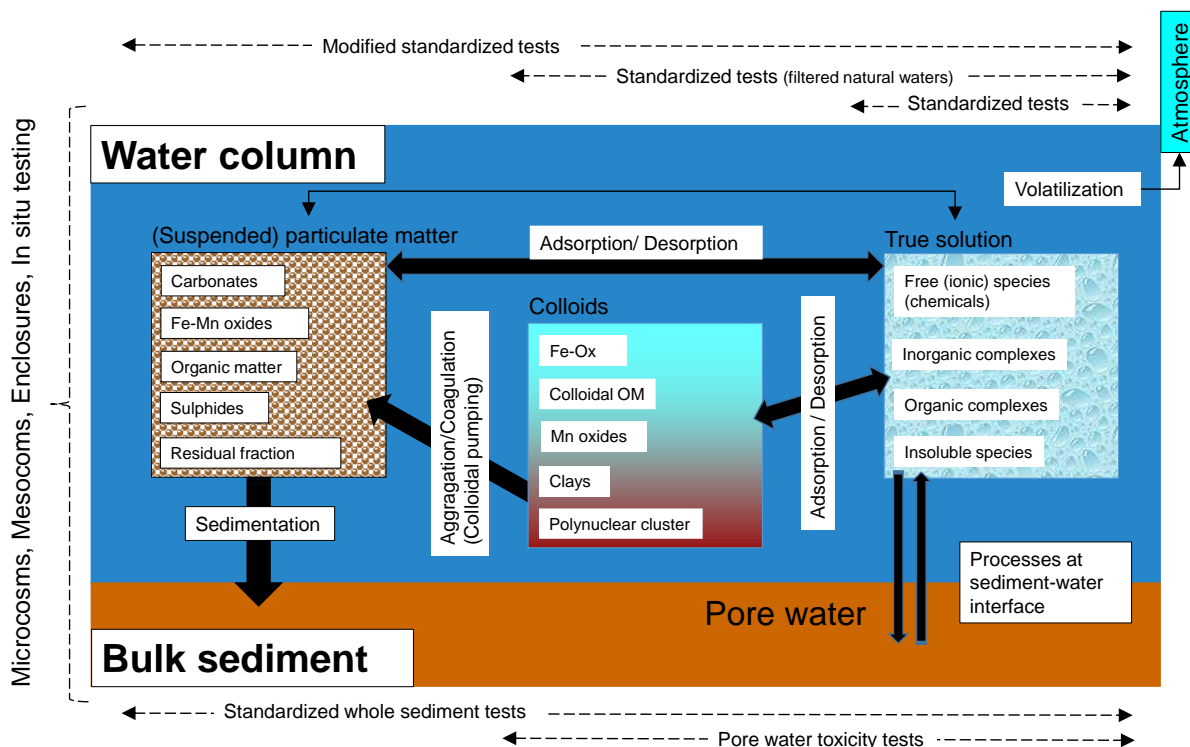 Modified standardized tests
Standardized tests (filtered natural waters)
Standardized tests
Atmosphere
Microcosms, Mesocoms, Enclosures, In situ testing
Water column
Volatilization
(Suspended) particulate matter
Adsorption/ Desorption
True solution
Carbonates
Fe-Mn oxides
Organic matter
Sulphides
Residual fraction
Aggragation/Coagulation
(Colloidal pumping)
Colloids
Fe-Ox
Colloidal OM
Mn oxides
Clays
Polynuclear cluster
Adsorption / Desorption
Free (ionic) species
(chemicals)
Inorganic complexes
Organic complexes
Insoluble species
Sedimentation
Processes at
sediment-water
interface
Pore water
Bulk sediment
Standardized whole sediment tests
Pore water toxicity tests